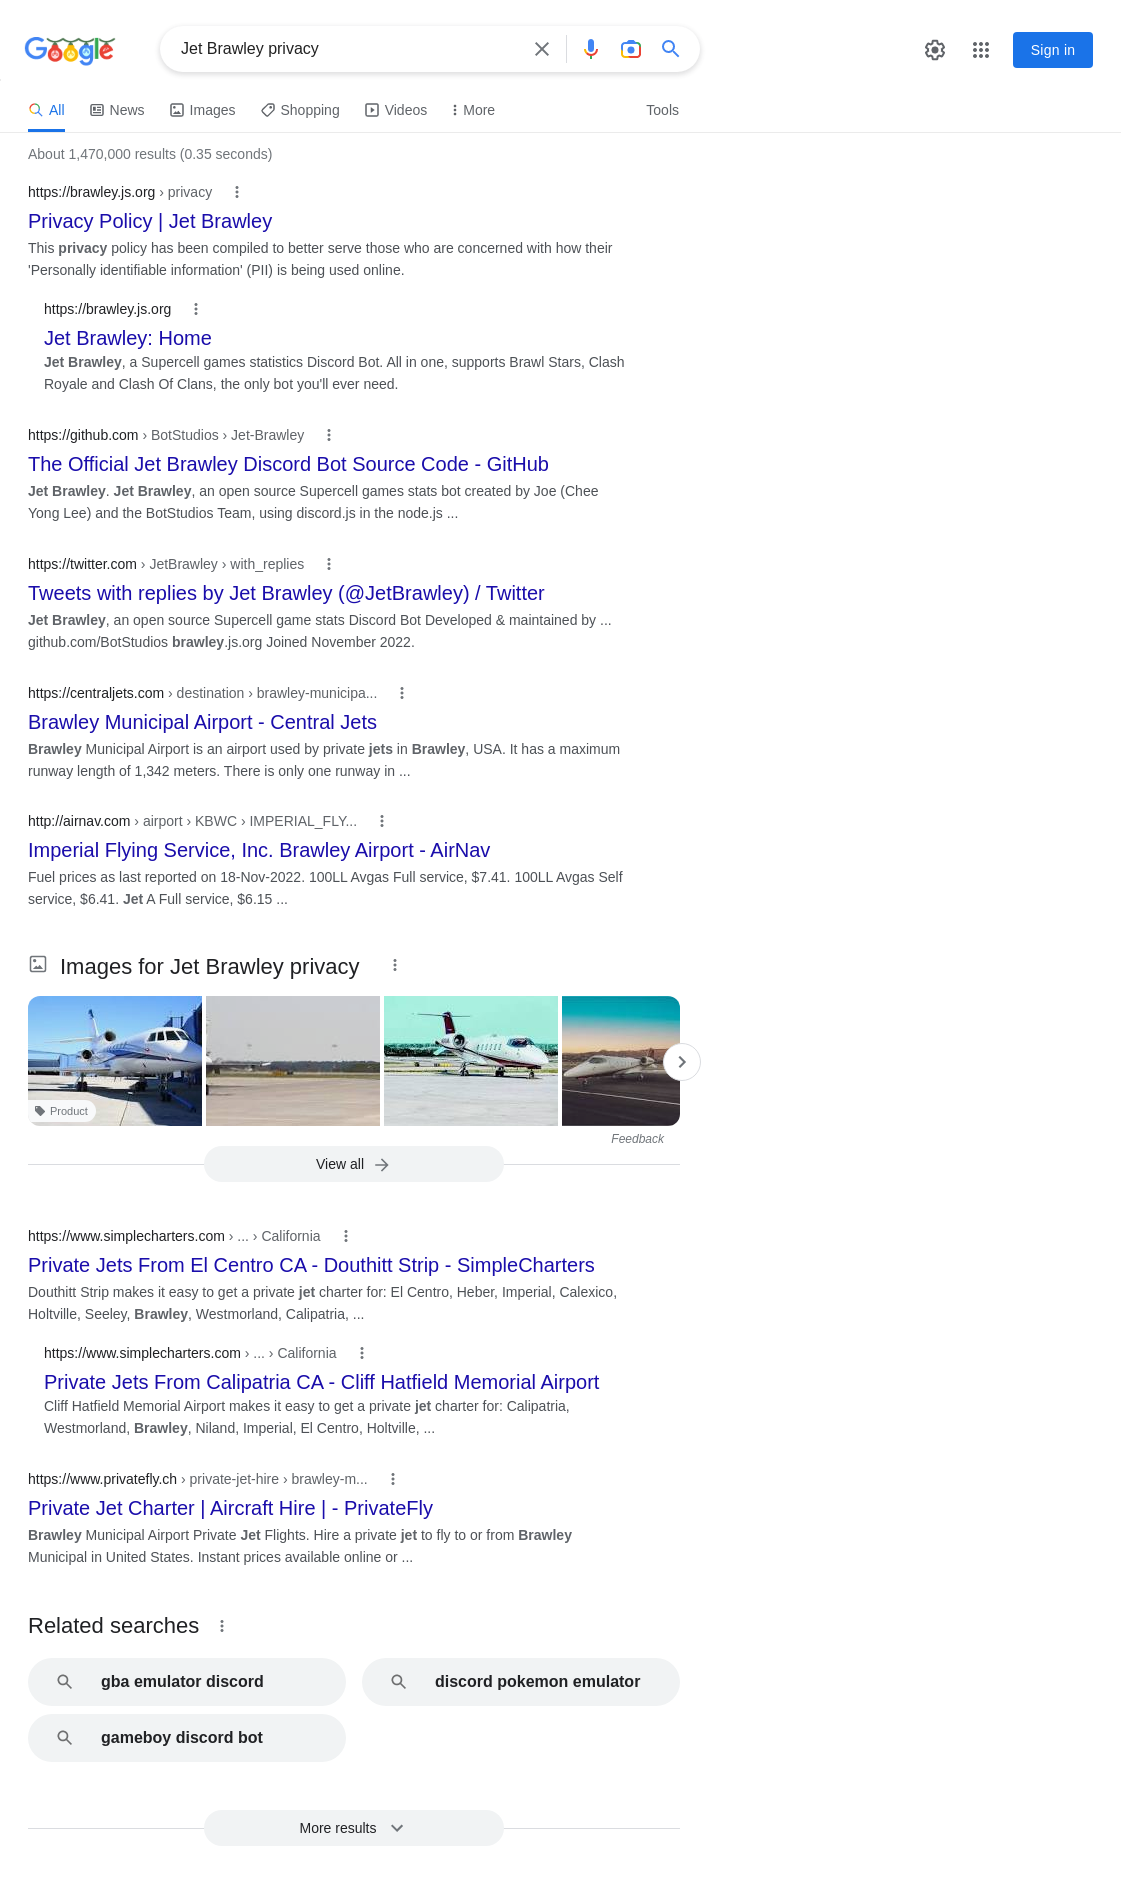 Google
Jet Brawley privacy
Sign in
All
News
Images
Shopping
Videos
More
Tools
About 1,470,000 results (0.35 seconds)
https://brawley.js.org › privacy
Privacy Policy | Jet Brawley
This privacy policy has been compiled to better serve those who are concerned with how their
'Personally identifiable information' (PII) is being used online.
https://brawley.js.org
Jet Brawley: Home
Jet Brawley, a Supercell games statistics Discord Bot. All in one, supports Brawl Stars, Clash
Royale and Clash Of Clans, the only bot you'll ever need.
https://github.com › BotStudios › Jet-Brawley
The Official Jet Brawley Discord Bot Source Code - GitHub
Jet Brawley. Jet Brawley, an open source Supercell games stats bot created by Joe (Chee
Yong Lee) and the BotStudios Team, using discord.js in the node.js ...
https://twitter.com › JetBrawley › with_replies
Tweets with replies by Jet Brawley (@JetBrawley) / Twitter
Jet Brawley, an open source Supercell game stats Discord Bot Developed & maintained by ...
github.com/BotStudios brawley.js.org Joined November 2022.
https://centraljets.com › destination › brawley-municipa...
Brawley Municipal Airport - Central Jets
Brawley Municipal Airport is an airport used by private jets in Brawley, USA. It has a maximum
runway length of 1,342 meters. There is only one runway in ...
http://airnav.com › airport › KBWC › IMPERIAL_FLY...
Imperial Flying Service, Inc. Brawley Airport - AirNav
Fuel prices as last reported on 18-Nov-2022. 100LL Avgas Full service, $7.41. 100LL Avgas Self
service, $6.41. Jet A Full service, $6.15 ...
Images for Jet Brawley privacy
Product
Feedback
View all
https://www.simplecharters.com › ... › California
Private Jets From El Centro CA - Douthitt Strip - SimpleCharters
Douthitt Strip makes it easy to get a private jet charter for: El Centro, Heber, Imperial, Calexico,
Holtville, Seeley, Brawley, Westmorland, Calipatria, ...
https://www.simplecharters.com › ... › California
Private Jets From Calipatria CA - Cliff Hatfield Memorial Airport
Cliff Hatfield Memorial Airport makes it easy to get a private jet charter for: Calipatria,
Westmorland, Brawley, Niland, Imperial, El Centro, Holtville, ...
https://www.privatefly.ch › private-jet-hire › brawley-m...
Private Jet Charter | Aircraft Hire | - PrivateFly
Brawley Municipal Airport Private Jet Flights. Hire a private jet to fly to or from Brawley
Municipal in United States. Instant prices available online or ...
Related searches
gba emulator discord
discord pokemon emulator
gameboy discord bot
More results